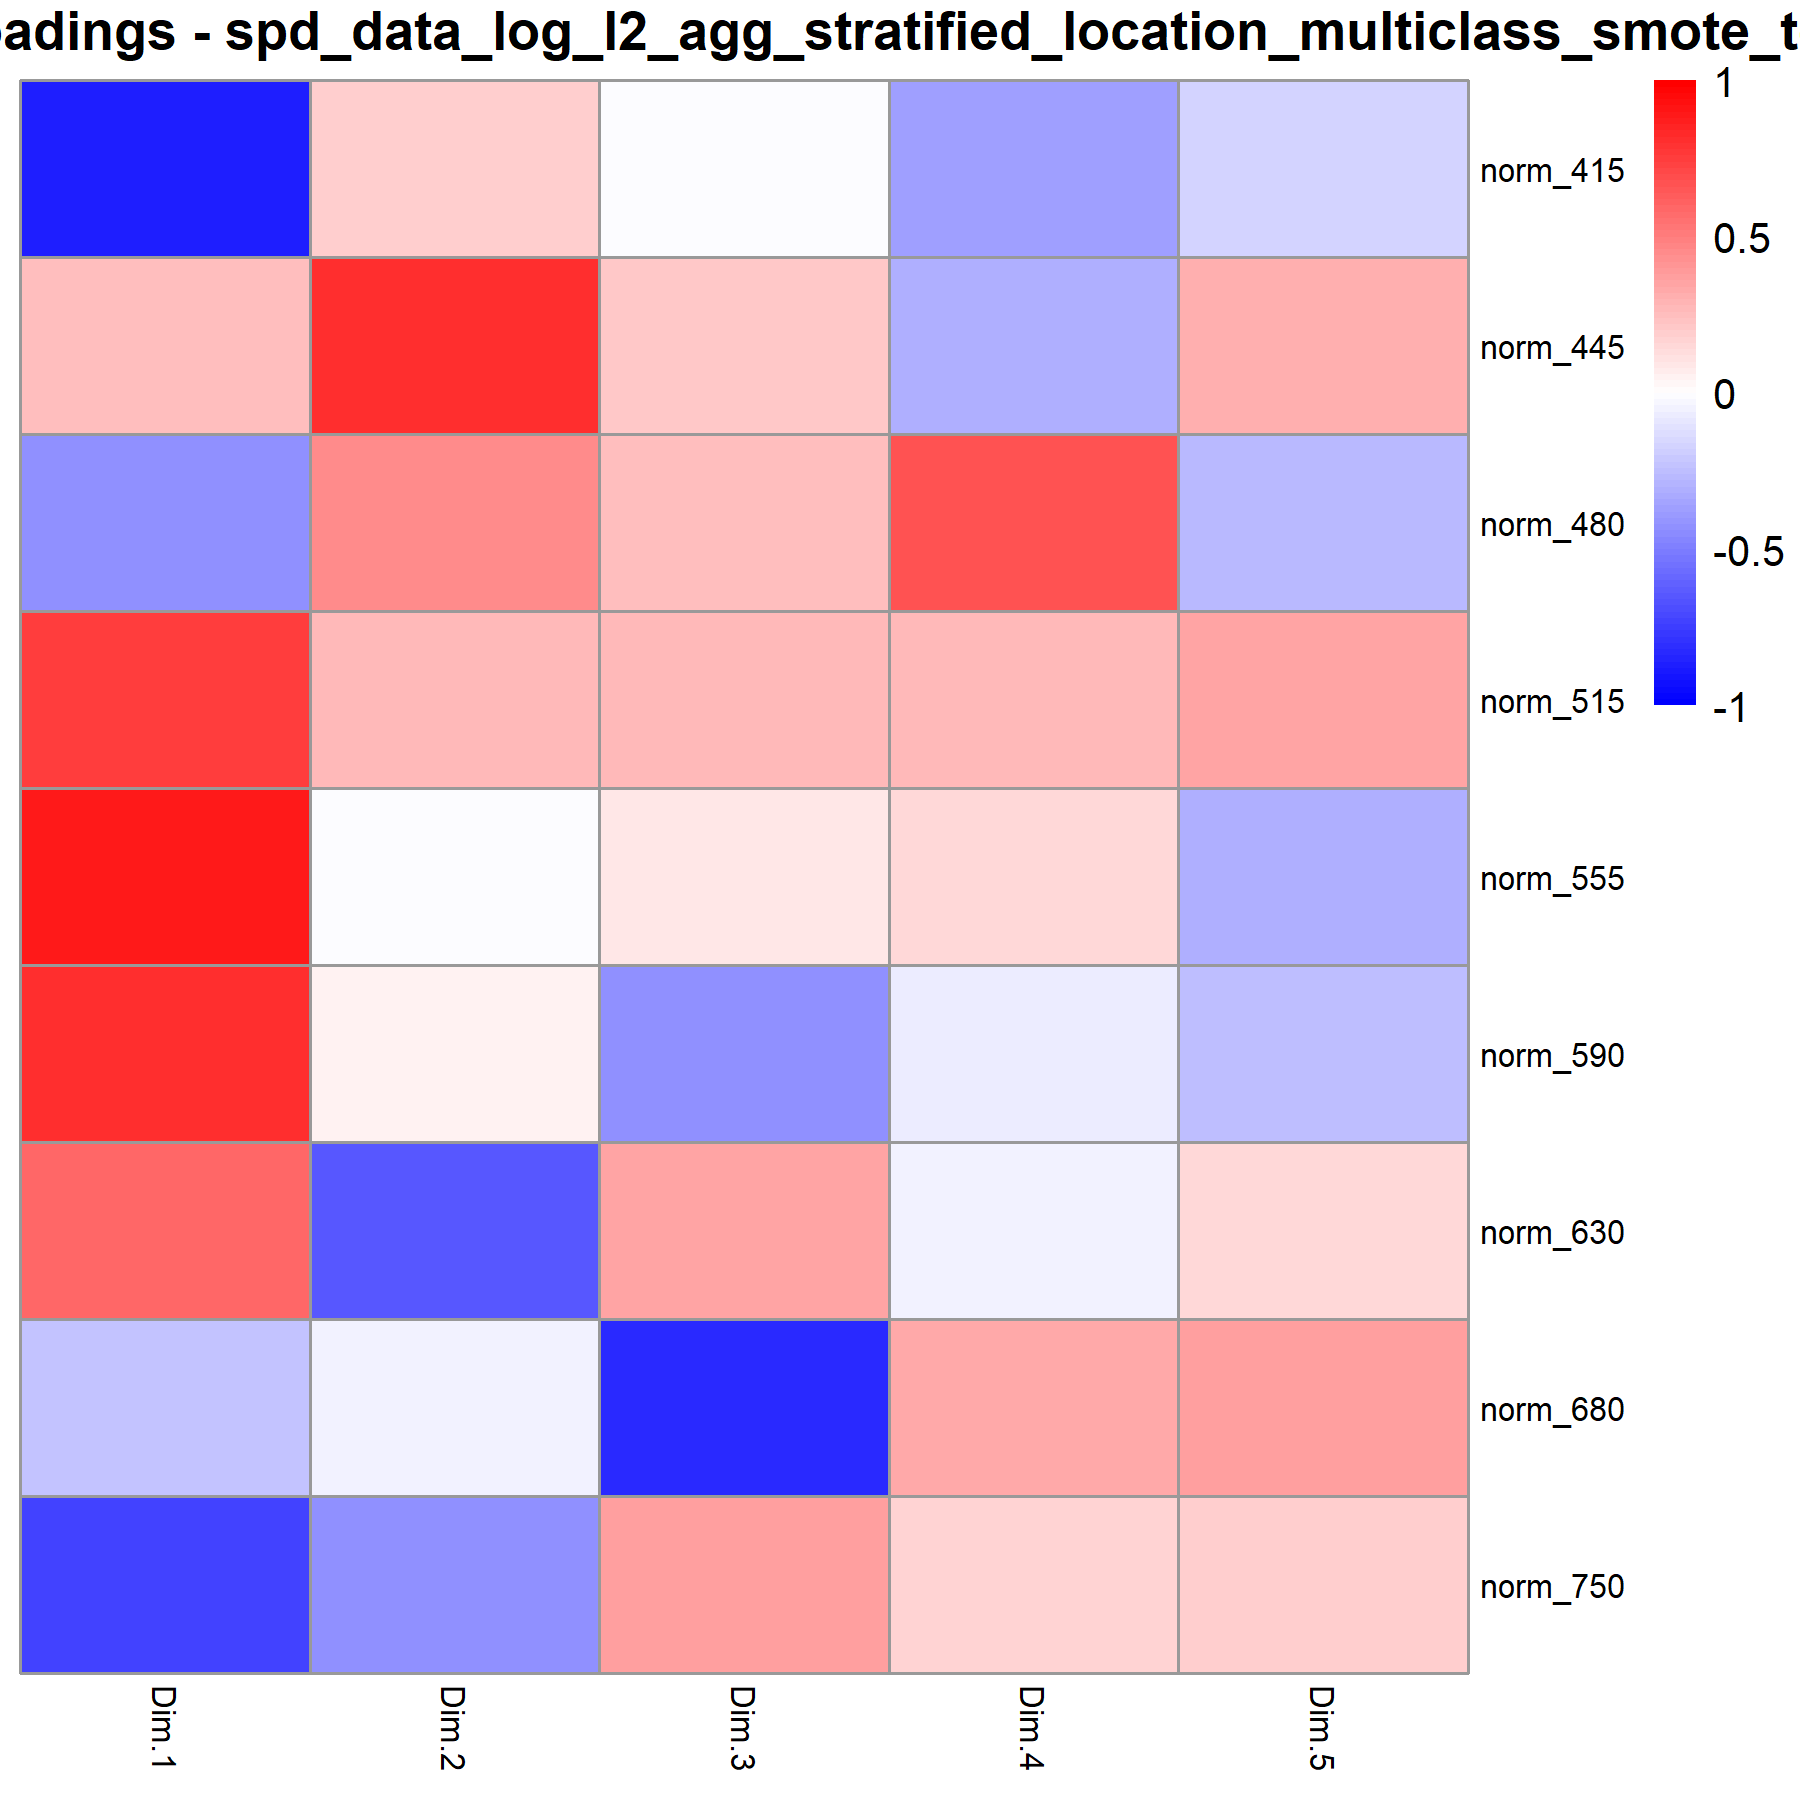 adings - spd_data_log_l2_agg_stratified_location_multiclass_smote_t
1
norm_415
0.5
norm_445
0
norm_480
-0.5
norm_515
-1
norm_555
norm_590
norm_630
norm_680
norm_750
Dim.1
Dim.2
Dim.3
Dim.4
Dim.5